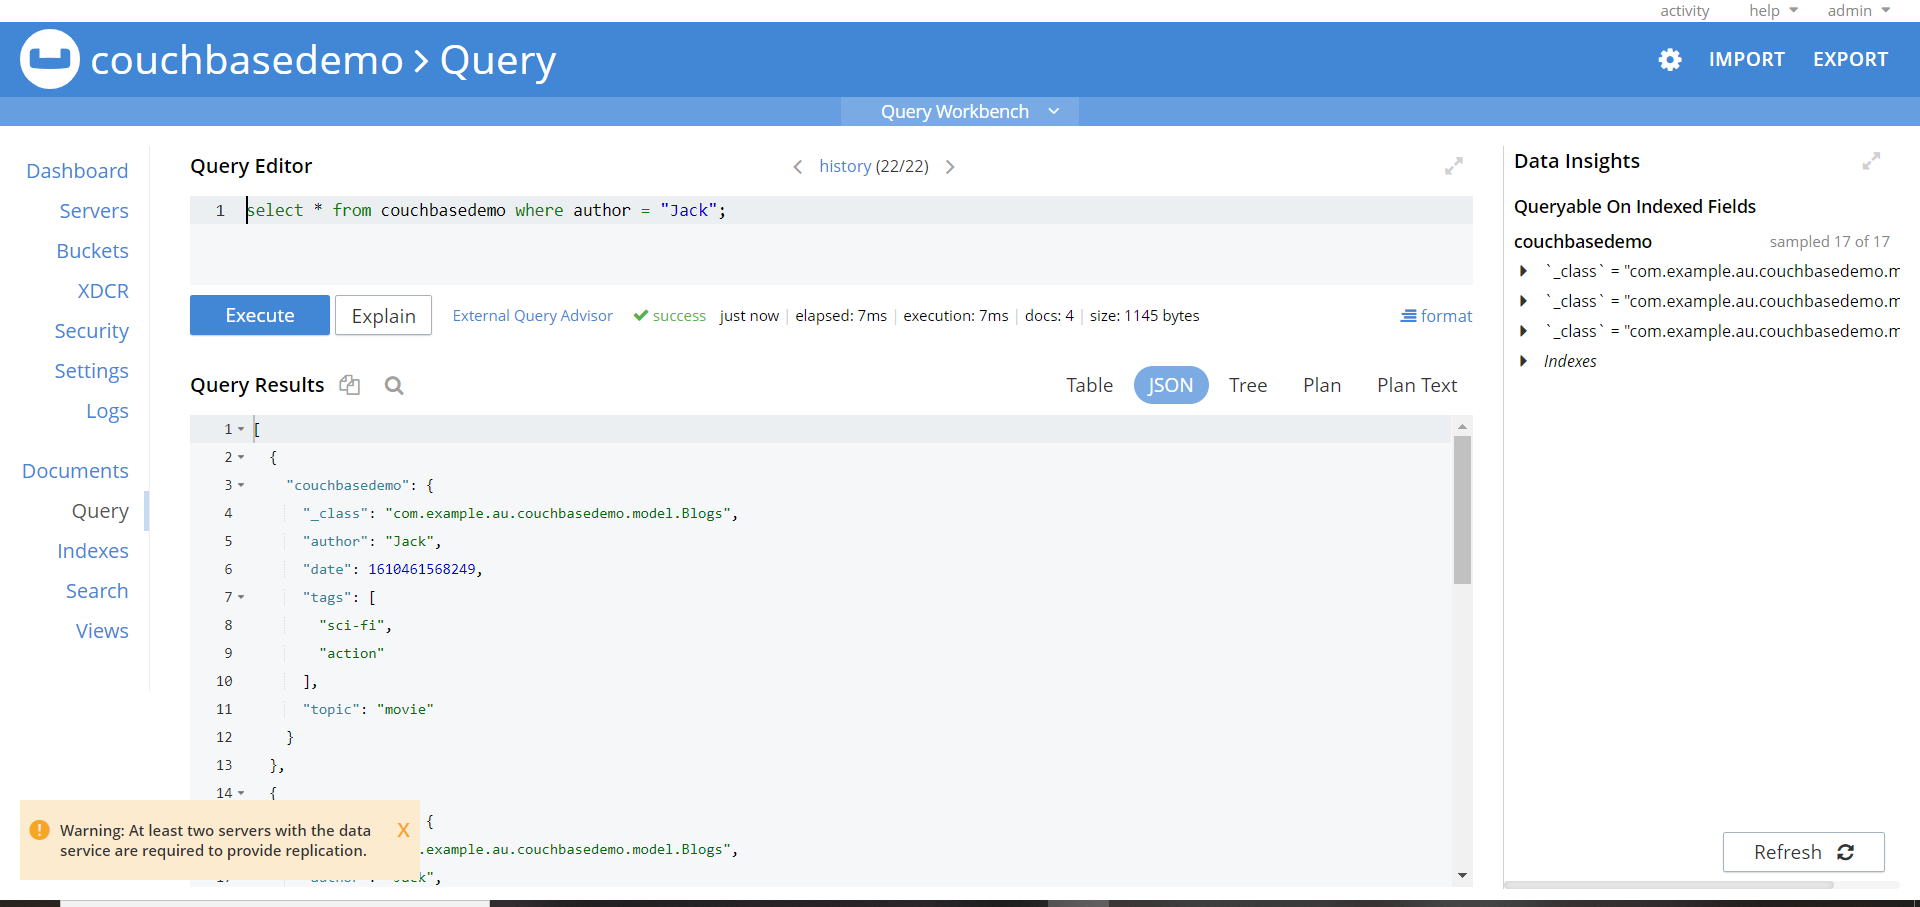 activity help admin
couchbasedemo > Query IMPORT EXPORT
Query Workbench
Dashboard
Servers
Buckets
XDCR
Security
Settings
Logs
Documents
Query
Indexes
Search
Views
Query Editor history (22/22)
1 select * from couchbasedemo where author = "Jack";
Execute Explain External Query Advisor success just now | elapsed: 7ms | execution: 7ms | docs: 4 | size: 1145 bytes format
Query Results Table JSON Tree Plan Plan Text
1 [
2 {
3 "couchbasedemo": {
4 "_class": "com.example.au.couchbasedemo.model.Blogs",
5 "author": "Jack",
6 "date": 1610461568249,
7 "tags": [
8 "sci-fi",
9 "action"
10 ],
11 "topic": "movie"
12 }
13 },
14 {
{
.example.au.couchbasedemo.model.Blogs",
Warning: At least two servers with the data X
service are required to provide replication.
Data Insights
Queryable On Indexed Fields
couchbasedemo sampled 17 of 17
`_class` = "com.example.au.couchbasedemo.m
`_class` = "com.example.au.couchbasedemo.m
`_class` = "com.example.au.couchbasedemo.m
Indexes
Refresh